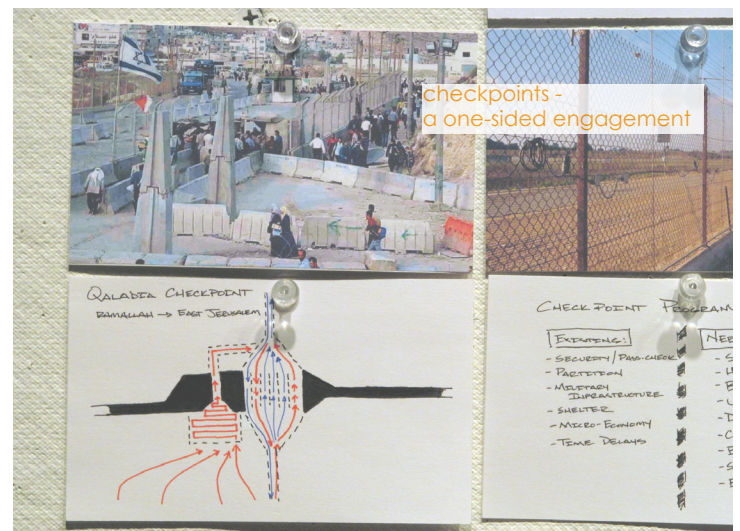 checkpoints -
a one-sided engagement
QALADIA CHECKPOINT
RAMALLAH → EAST JERUSALEM
CHECK POINT PROGRAM
EXISTING:
- SECURITY/PASS-CHECK
- PARTITION
- MILITARY
INFRASTRUCTURE
- SHELTER
- MICRO-ECONOMY
- TIME DELAYS